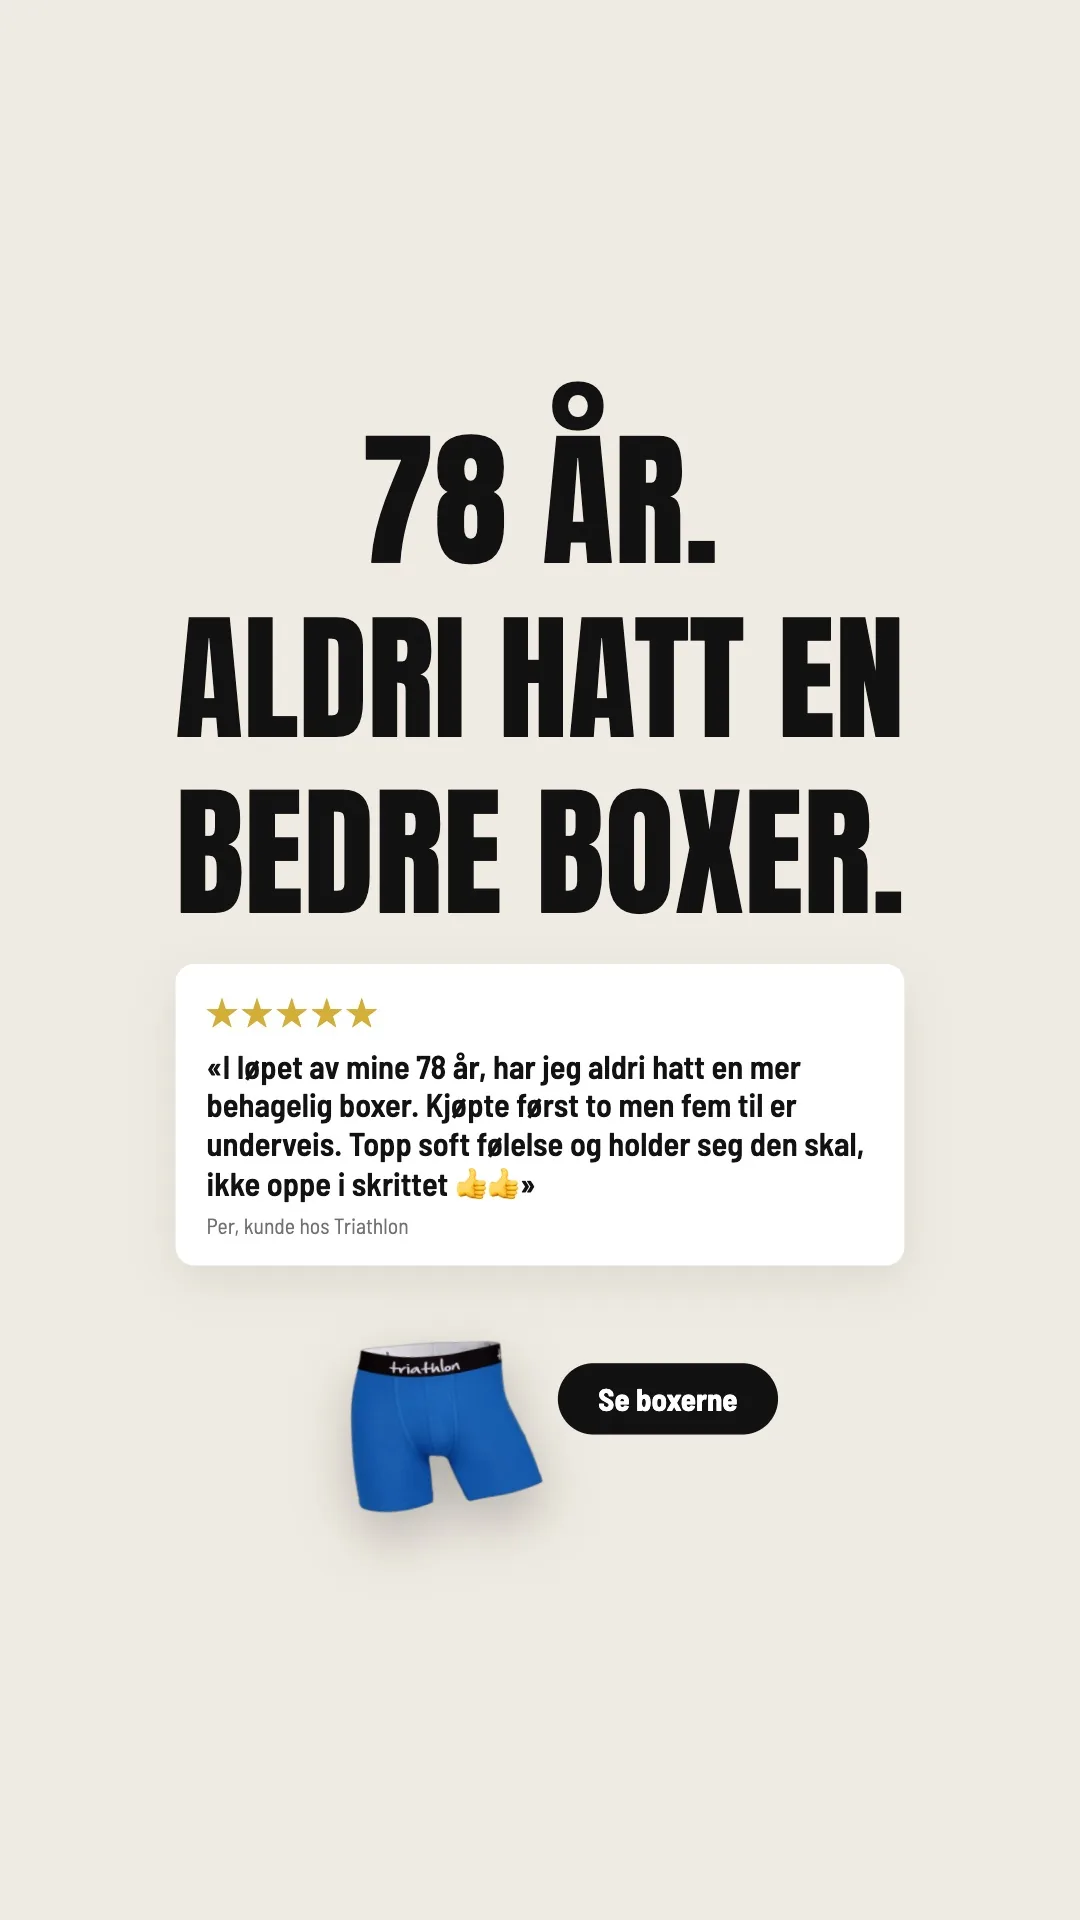 78 ÅR.
ALDRI HATT EN
BEDRE BOXER.
★★★★★
«I løpet av mine 78 år, har jeg aldri hatt en mer
behagelig boxer. Kjøpte først to men fem til er
underveis. Topp soft følelse og holder seg den skal,
ikke oppe i skrittet 👍👍»
Per, kunde hos Triathlon
triathlon
Se boxerne